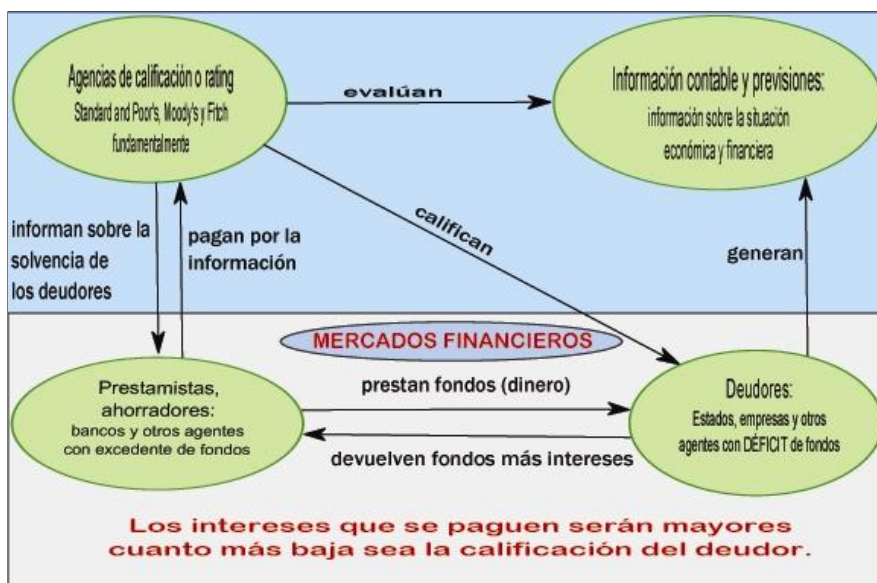 Agencias de calificación o rating
Standard and Poor's, Moody's y Fitch
fundamentalmente
evalúan
Información contable y previsiones:
información sobre la situación
económica y financiera
informan sobre la
solvencia de
los deudores
pagan por la
información
califican
generan
MERCADOS FINANCIEROS
Prestamistas,
ahorradores:
bancos y otros agentes
con excedente de fondos
prestan fondos (dinero)
devuelven fondos más intereses
Deudores:
Estados, empresas y otros
agentes con DÉFICIT de fondos
Los intereses que se paguen serán mayores
cuanto más baja sea la calificación del deudor.